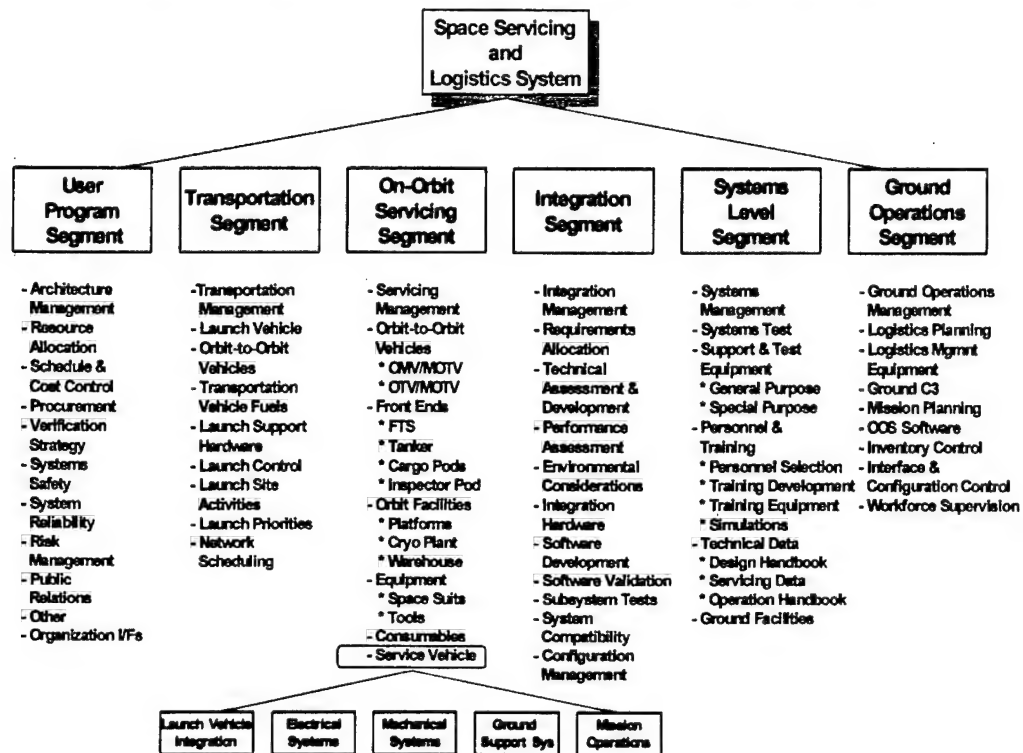 Space Servicing
and
Logistics System
User
Program
Segment
- Architecture
Management
- Resource
Allocation
- Schedule &
Cost Control
- Procurement
- Verification
Strategy
- Systems
Safety
- System
Reliability
- Risk
Management
- Public
Relations
- Other
- Organization I/Fs
Transportation
Segment
-Transportation
Management
- Launch Vehicle
- Orbit-to-Orbit
Vehicles
- Transportation
Vehicle Fuels
- Launch Support
Hardware
- Launch Control
- Launch Site
Activities
- Launch Priorities
- Network
Scheduling
On-Orbit
Servicing
Segment
- Servicing
Management
- Orbit-to-Orbit
Vehicles
* OMV/MOTV
* OTV/MOTV
- Front Ends
* FTS
* Tanker
* Cargo Pods
* Inspector Pod
- Orbit Facilities
* Platforms
* Cryo Plant
* Warehouse
- Equipment
* Space Suits
* Tools
- Consumables
- Service Vehicle
Integration
Segment
- Integration
Management
- Requirements
Allocation
- Technical
Assessment &
Development
- Performance
Assessment
- Environmental
Considerations
- Integration
Hardware
- Software
Development
- Software Validation
- Subsystem Tests
- System
Compatibility
- Configuration
Management
Systems
Level
Segment
- Systems
Management
- Systems Test
- Support & Test
Equipment
* General Purpose
* Special Purpose
- Personnel &
Training
* Personnel Selection
* Training Development
* Training Equipment
* Simulations
- Technical Data
* Design Handbook
* Servicing Data
* Operation Handbook
- Ground Facilities
Ground
Operations
Segment
- Ground Operations
Management
- Logistics Planning
- Logistics Mgmnt
Equipment
- Ground C3
- Mission Planning
- OOS Software
- Inventory Control
- Interface &
Configuration Control
- Workforce Supervision
Launch Vehicle
Integration
Electrical
Systems
Mechanical
Systems
Ground
Support Sys
Mission
Operations